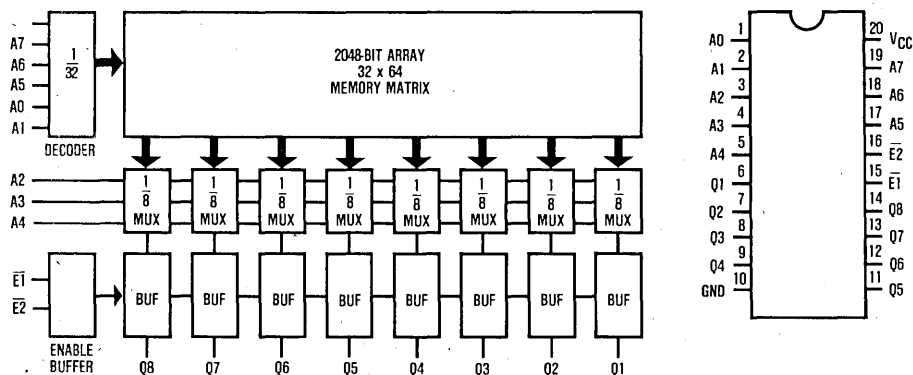 A7
A6
A5
A0
A1
1/32
DECODER
2048-BIT ARRAY
32 x 64
MEMORY MATRIX
A2
A3
A4
1/8 MUX 1/8 MUX 1/8 MUX 1/8 MUX 1/8 MUX 1/8 MUX 1/8 MUX 1/8 MUX
E̅1̅
E̅2̅
ENABLE
BUFFER
BUF BUF BUF BUF BUF BUF BUF BUF
Q8 Q7 Q6 Q5 Q4 Q3 Q2 Q1
A0 1 20 VCC
A1 2 19 A7
A2 3 18 A6
A3 4 17 A5
A4 5 16 E̅2̅
Q1 6 15 E̅1̅
Q2 7 14 Q8
Q3 8 13 Q7
Q4 9 12 Q6
GND 10 11 Q5